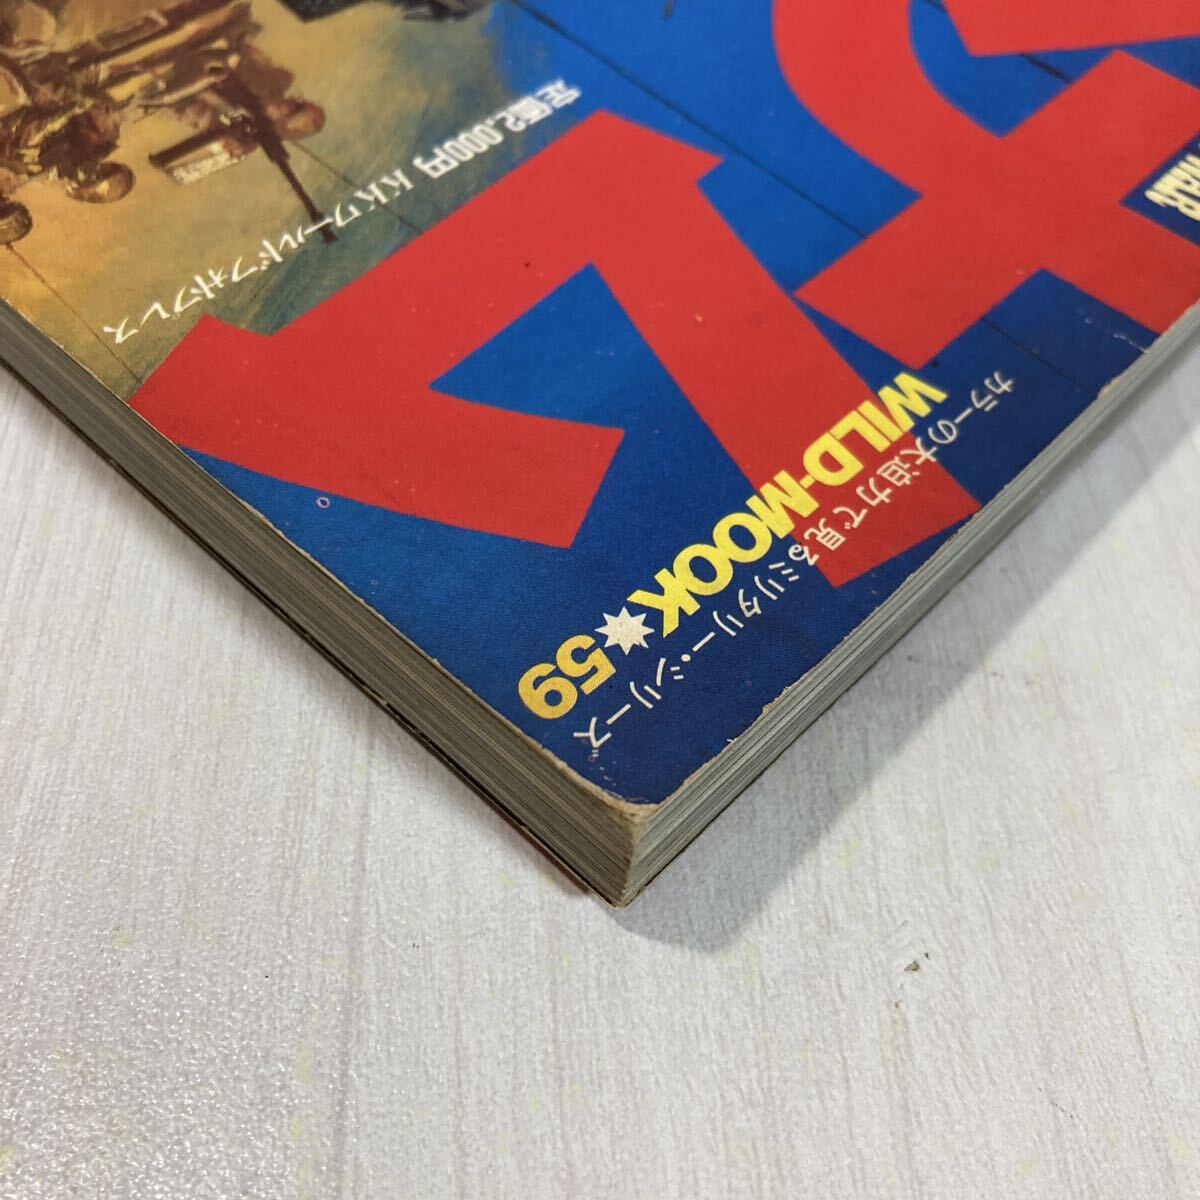 カラーの大迫力で見るミリタリー・シリーズ
WILD-MOOK✸59
定価2,000円 KKワールドフォトプレス